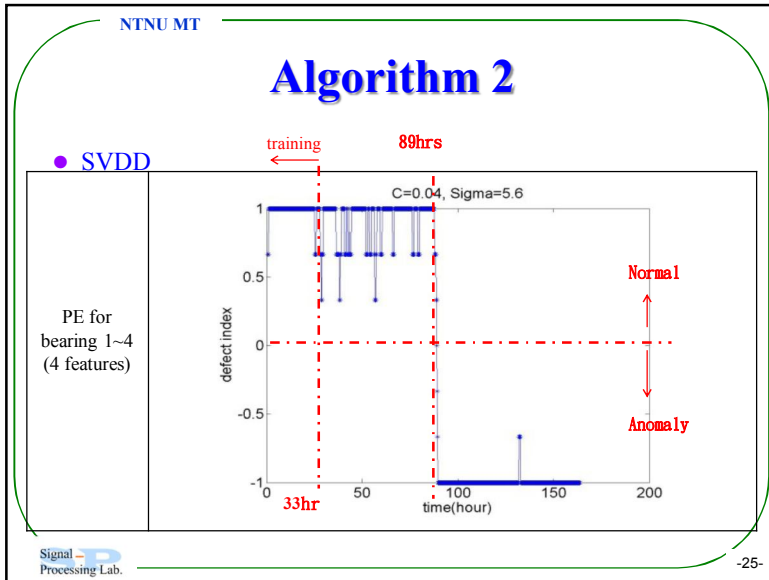 NTNU MT
Algorithm 2
• SVDD
training
89hrs
PE for
bearing 1~4
(4 features)
C=0.04, Sigma=5.6
defect index
1
0.5
0
-0.5
-1
0
50
100
150
200
time(hour)
33hr
Normal
Anomaly
SP
Signal
Processing Lab.
-25-